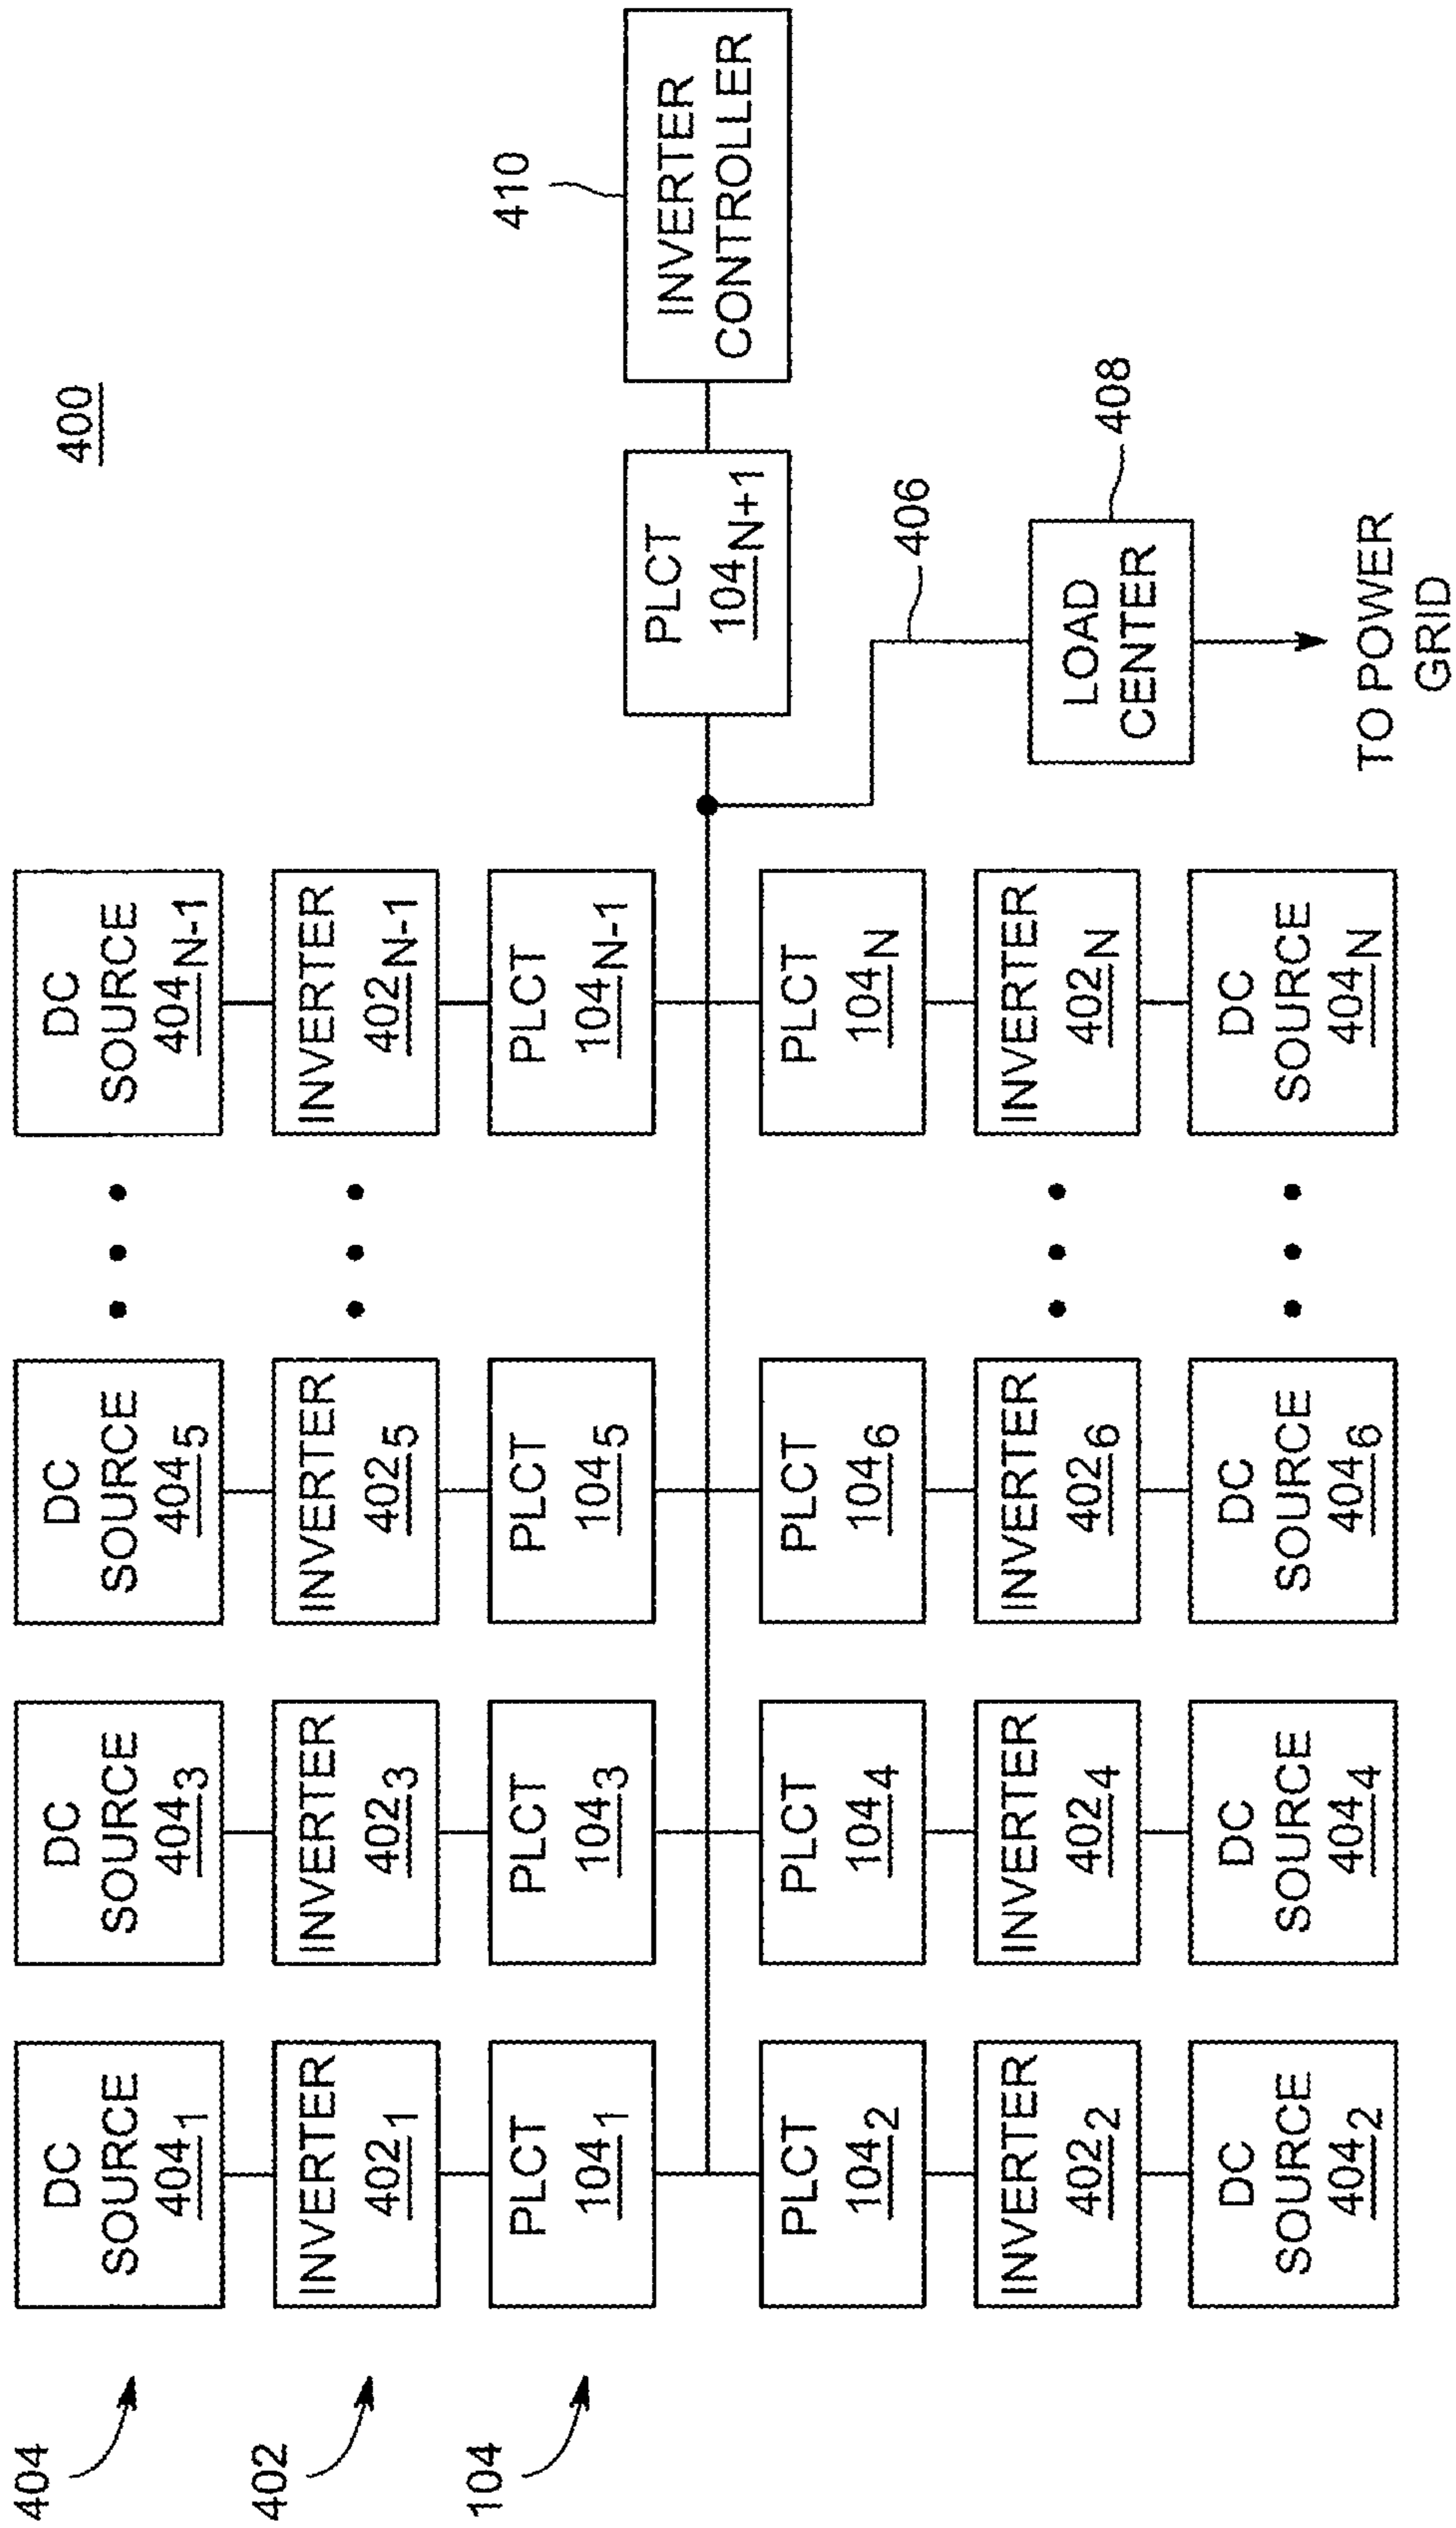 400
404
DC
SOURCE
404₁
DC
SOURCE
404₃
DC
SOURCE
404₅
DC
SOURCE
404N-1
402
INVERTER
402₁
INVERTER
402₃
INVERTER
402₅
INVERTER
402N-1
104
PLCT
104₁
PLCT
104₃
PLCT
104₅
PLCT
104N-1
410
PLCT
104N+1
INVERTER
CONTROLLER
PLCT
104₂
PLCT
104₄
PLCT
104₆
PLCT
104N
406
INVERTER
402₂
INVERTER
402₄
INVERTER
402₆
INVERTER
402N
LOAD
CENTER
408
DC
SOURCE
404₂
DC
SOURCE
404₄
DC
SOURCE
404₆
DC
SOURCE
404N
TO POWER
GRID